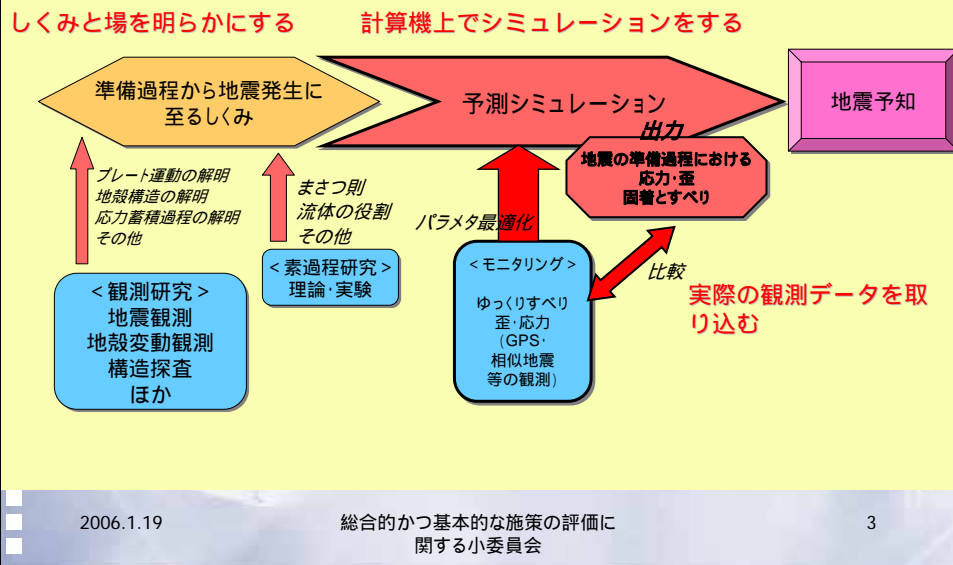 しくみと場を明らかにする
計算機上でシミュレーションをする
準備過程から地震発生に
至るしくみ
予測シミュレーション
地震予知
出力
地震の準備過程における
応力・歪
固着とすべり
プレート運動の解明
地殻構造の解明
応力蓄積過程の解明
その他
まさつ則
流体の役割
その他
パラメタ最適化
比較
<観測研究>
地震観測
地殻変動観測
構造探査
ほか
<素過程研究>
理論・実験
<モニタリング>
ゆっくりすべり
歪・応力
(GPS・
相似地震
等の観測)
実際の観測データを取
り込む
2006.1.19
総合的かつ基本的な施策の評価に
関する小委員会
3